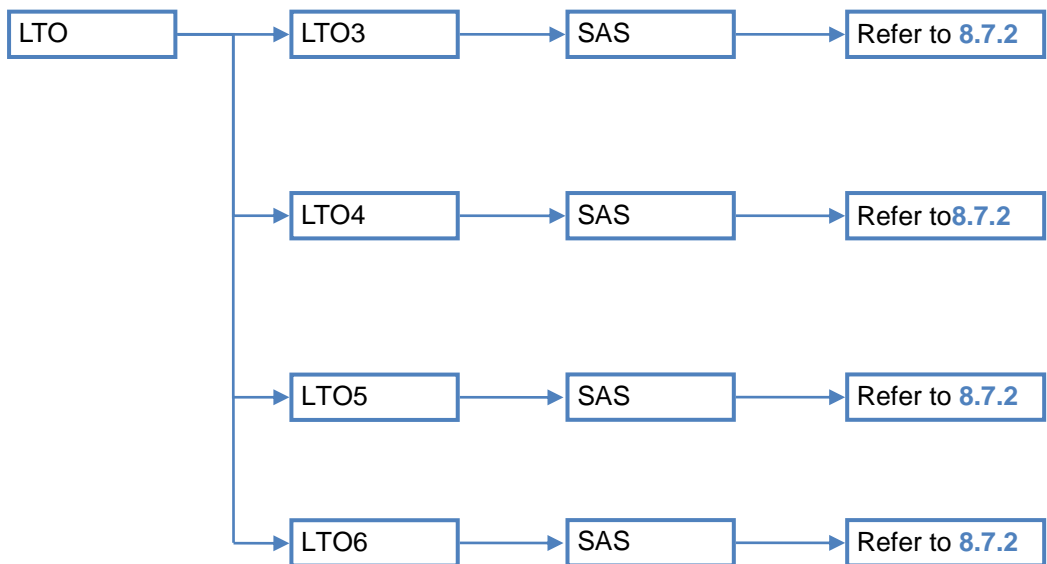 LTO
LTO3
SAS
Refer to 8.7.2
LTO4
SAS
Refer to8.7.2
LTO5
SAS
Refer to 8.7.2
LTO6
SAS
Refer to 8.7.2